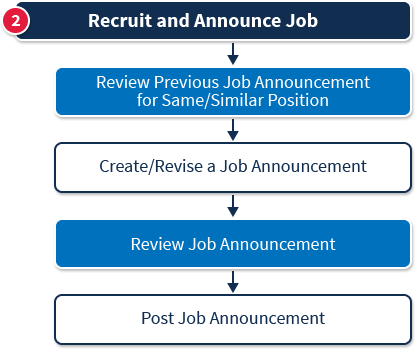 2
Recruit and Announce Job
Review Previous Job Announcement
for Same/Similar Position
Create/Revise a Job Announcement
Review Job Announcement
Post Job Announcement